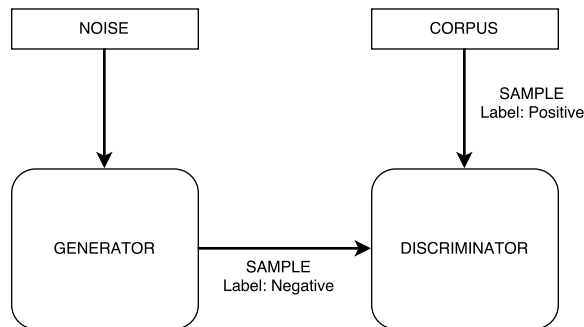 NOISE
CORPUS
SAMPLE
Label: Positive
GENERATOR
DISCRIMINATOR
SAMPLE
Label: Negative